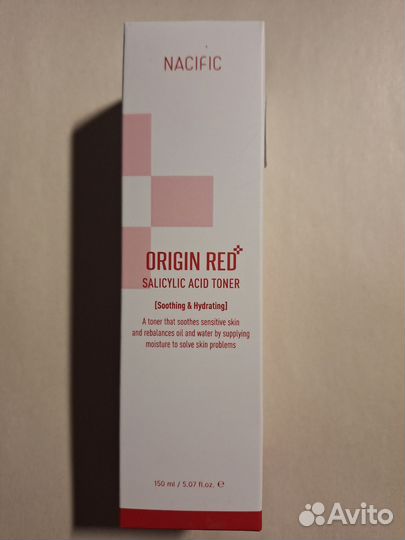 NACIFIC
ORIGIN RED
SALICYLIC ACID TONER
[Soothing & Hydrating]
A toner that soothes sensitive skin
and rebalances oil and water by supplying
moisture to solve skin problems
150 ml / 5.07 fl.oz. ℮
Avito